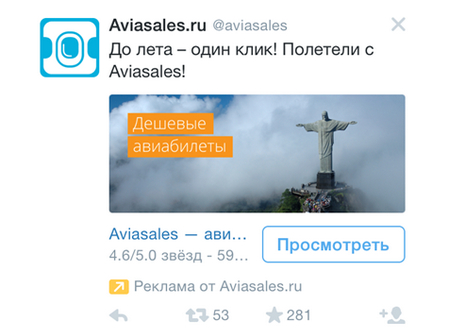 Aviasales.ru @aviasales
До лета – один клик! Полетели с
Aviasales!
Дешевые
авиабилеты
Aviasales — ави...
4.6/5.0 звёзд - 59...
Просмотреть
Реклама от Aviasales.ru
53
281